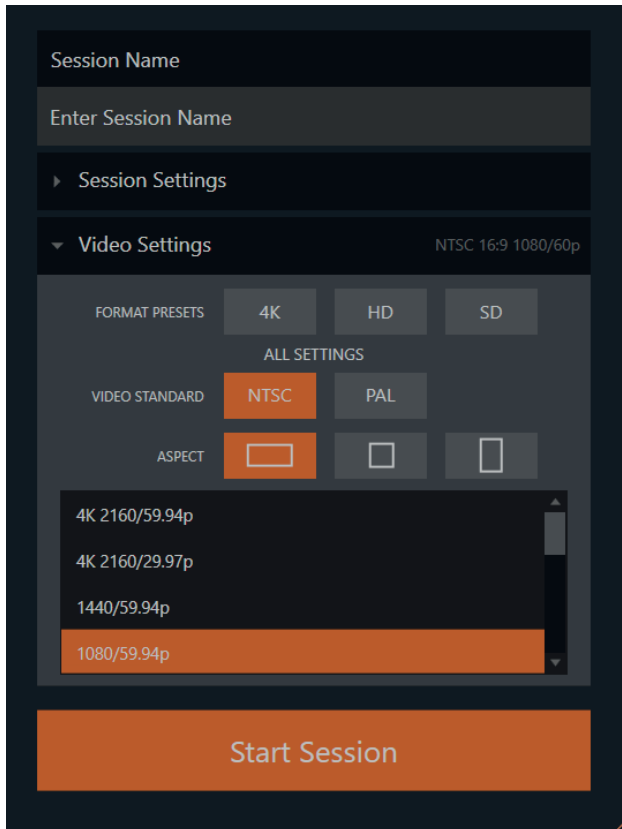 Session Name
Enter Session Name
Session Settings
Video Settings NTSC 16:9 1080/60p
FORMAT PRESETS 4K HD SD
ALL SETTINGS
VIDEO STANDARD NTSC PAL
ASPECT
4K 2160/59.94p
4K 2160/29.97p
1440/59.94p
1080/59.94p
Start Session